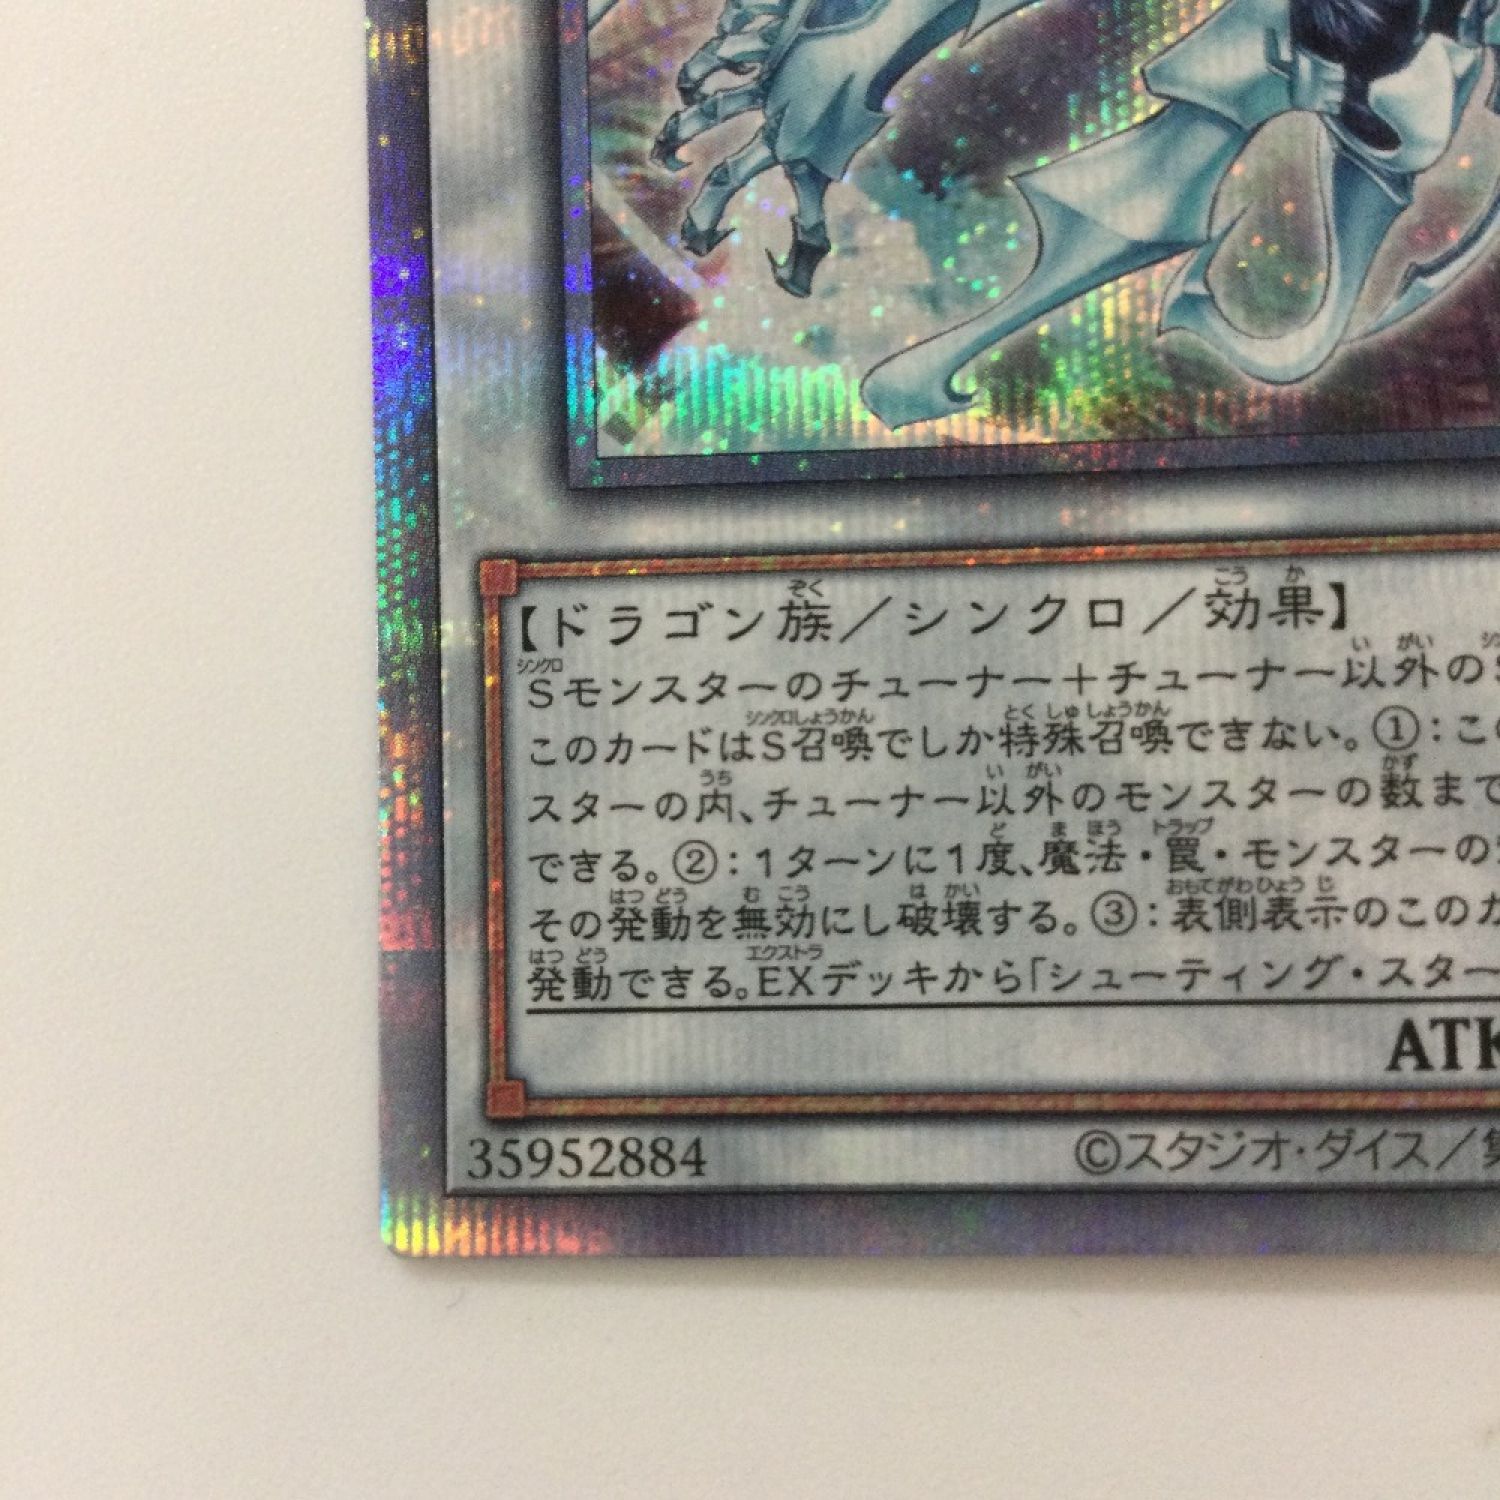 【ドラゴン族／シンクロ／効果】
Sモンスターのチューナー＋チューナー以外の
このカードはS召喚でしか特殊召喚できない。①：この
スターの内、チューナー以外のモンスターの数まで
できる。②：1ターンに1度、魔法・罠・モンスターの
その発動を無効にし破壊する。③：表側表示のこのカ
発動できる。EXデッキから「シューティング・スター
ATK
35952884
©スタジオ・ダイス／集